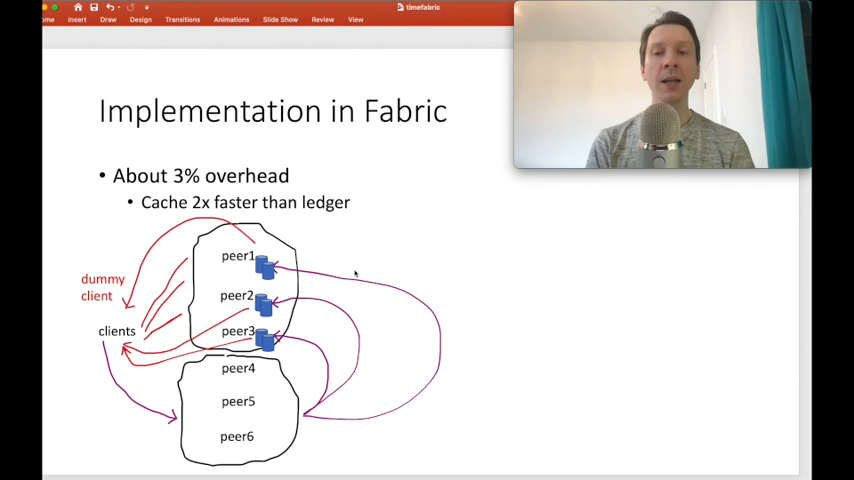 timefabric
ome Insert Draw Design Transitions Animations Slide Show Review View
Implementation in Fabric
• About 3% overhead
• Cache 2x faster than ledger
peer1
dummy
client
peer2
clients
peer3
peer4
peer5
peer6